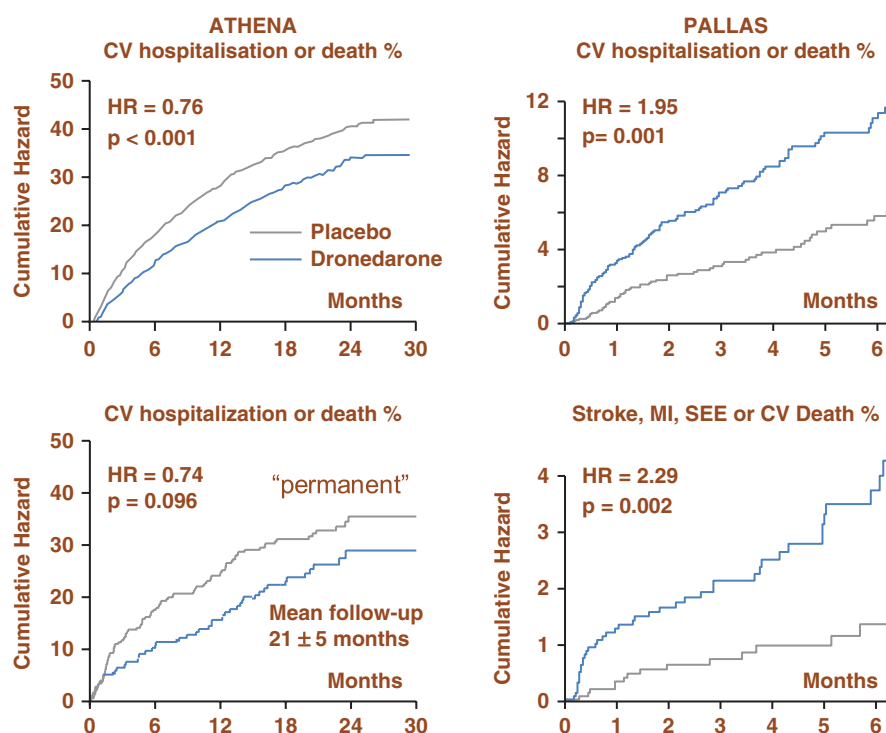 ATHENA
CV hospitalisation or death %
Cumulative Hazard
50
40
30
20
10
0
HR = 0.76
p < 0.001
Placebo
Dronedarone
Months
0 6 12 18 24 30
PALLAS
CV hospitalisation or death %
Cumulative Hazard
12
8
4
0
HR = 1.95
p= 0.001
Months
0 1 2 3 4 5 6
CV hospitalization or death %
Cumulative Hazard
50
40
30
20
10
0
HR = 0.74
p = 0.096
“permanent”
Mean follow-up
21 ± 5 months
Months
0 6 12 18 24 30
Stroke, MI, SEE or CV Death %
Cumulative Hazard
4
3
2
1
0
HR = 2.29
p = 0.002
Months
0 1 2 3 4 5 6